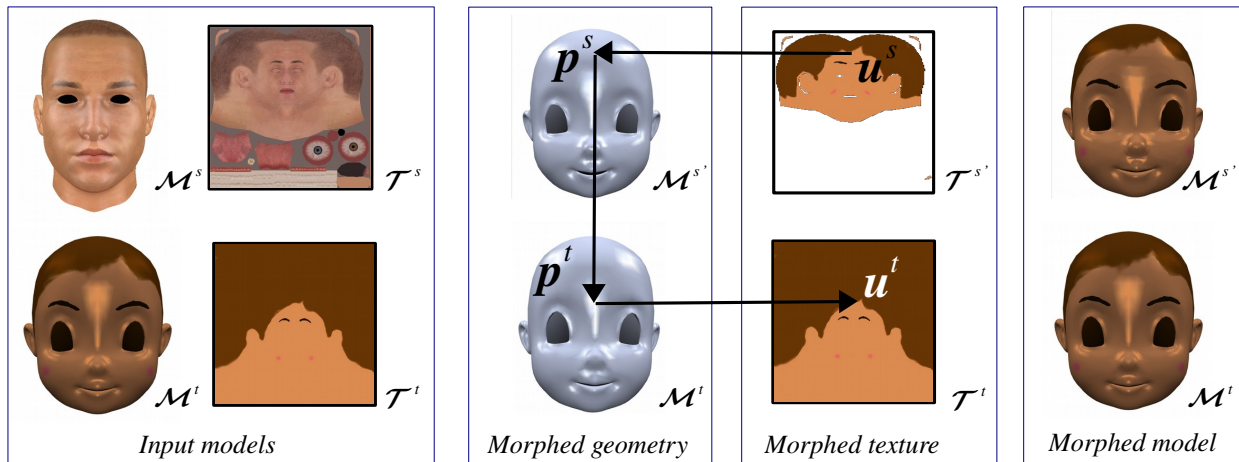 p^s
u^s
M^s
T^s
M^s'
T^s'
M^s'
p^t
u^t
M^t
T^t
M^t
T^t
M^t
Input models
Morphed geometry
Morphed texture
Morphed model